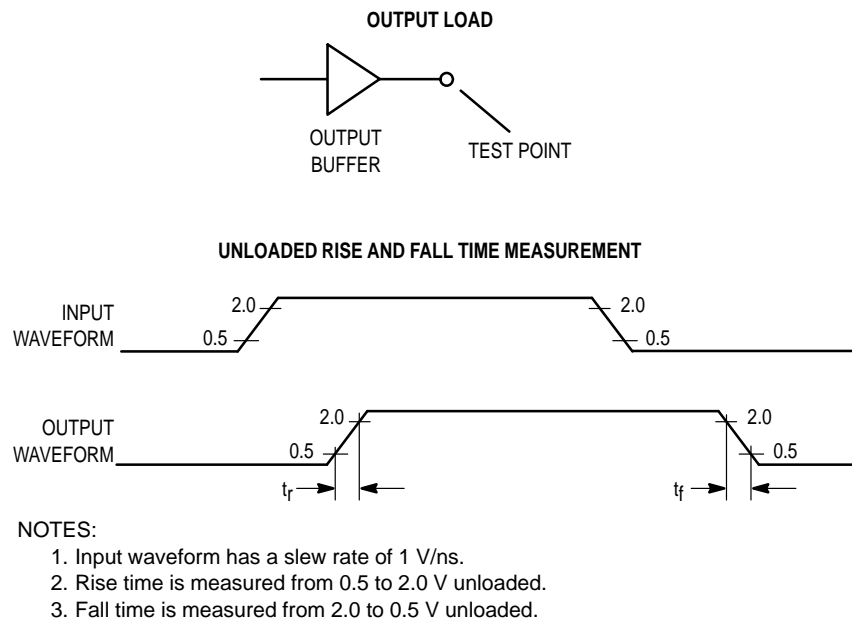 OUTPUT LOAD
OUTPUT
BUFFER
TEST POINT
UNLOADED RISE AND FALL TIME MEASUREMENT
INPUT
WAVEFORM
2.0
0.5
2.0
0.5
OUTPUT
WAVEFORM
2.0
0.5
2.0
0.5
tr
tf
NOTES:
1. Input waveform has a slew rate of 1 V/ns.
2. Rise time is measured from 0.5 to 2.0 V unloaded.
3. Fall time is measured from 2.0 to 0.5 V unloaded.